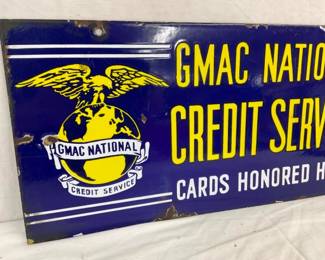 GMAC NATIO
CREDIT SERV
CARDS HONORED H
GMAC NATIONAL
CREDIT SERVICE